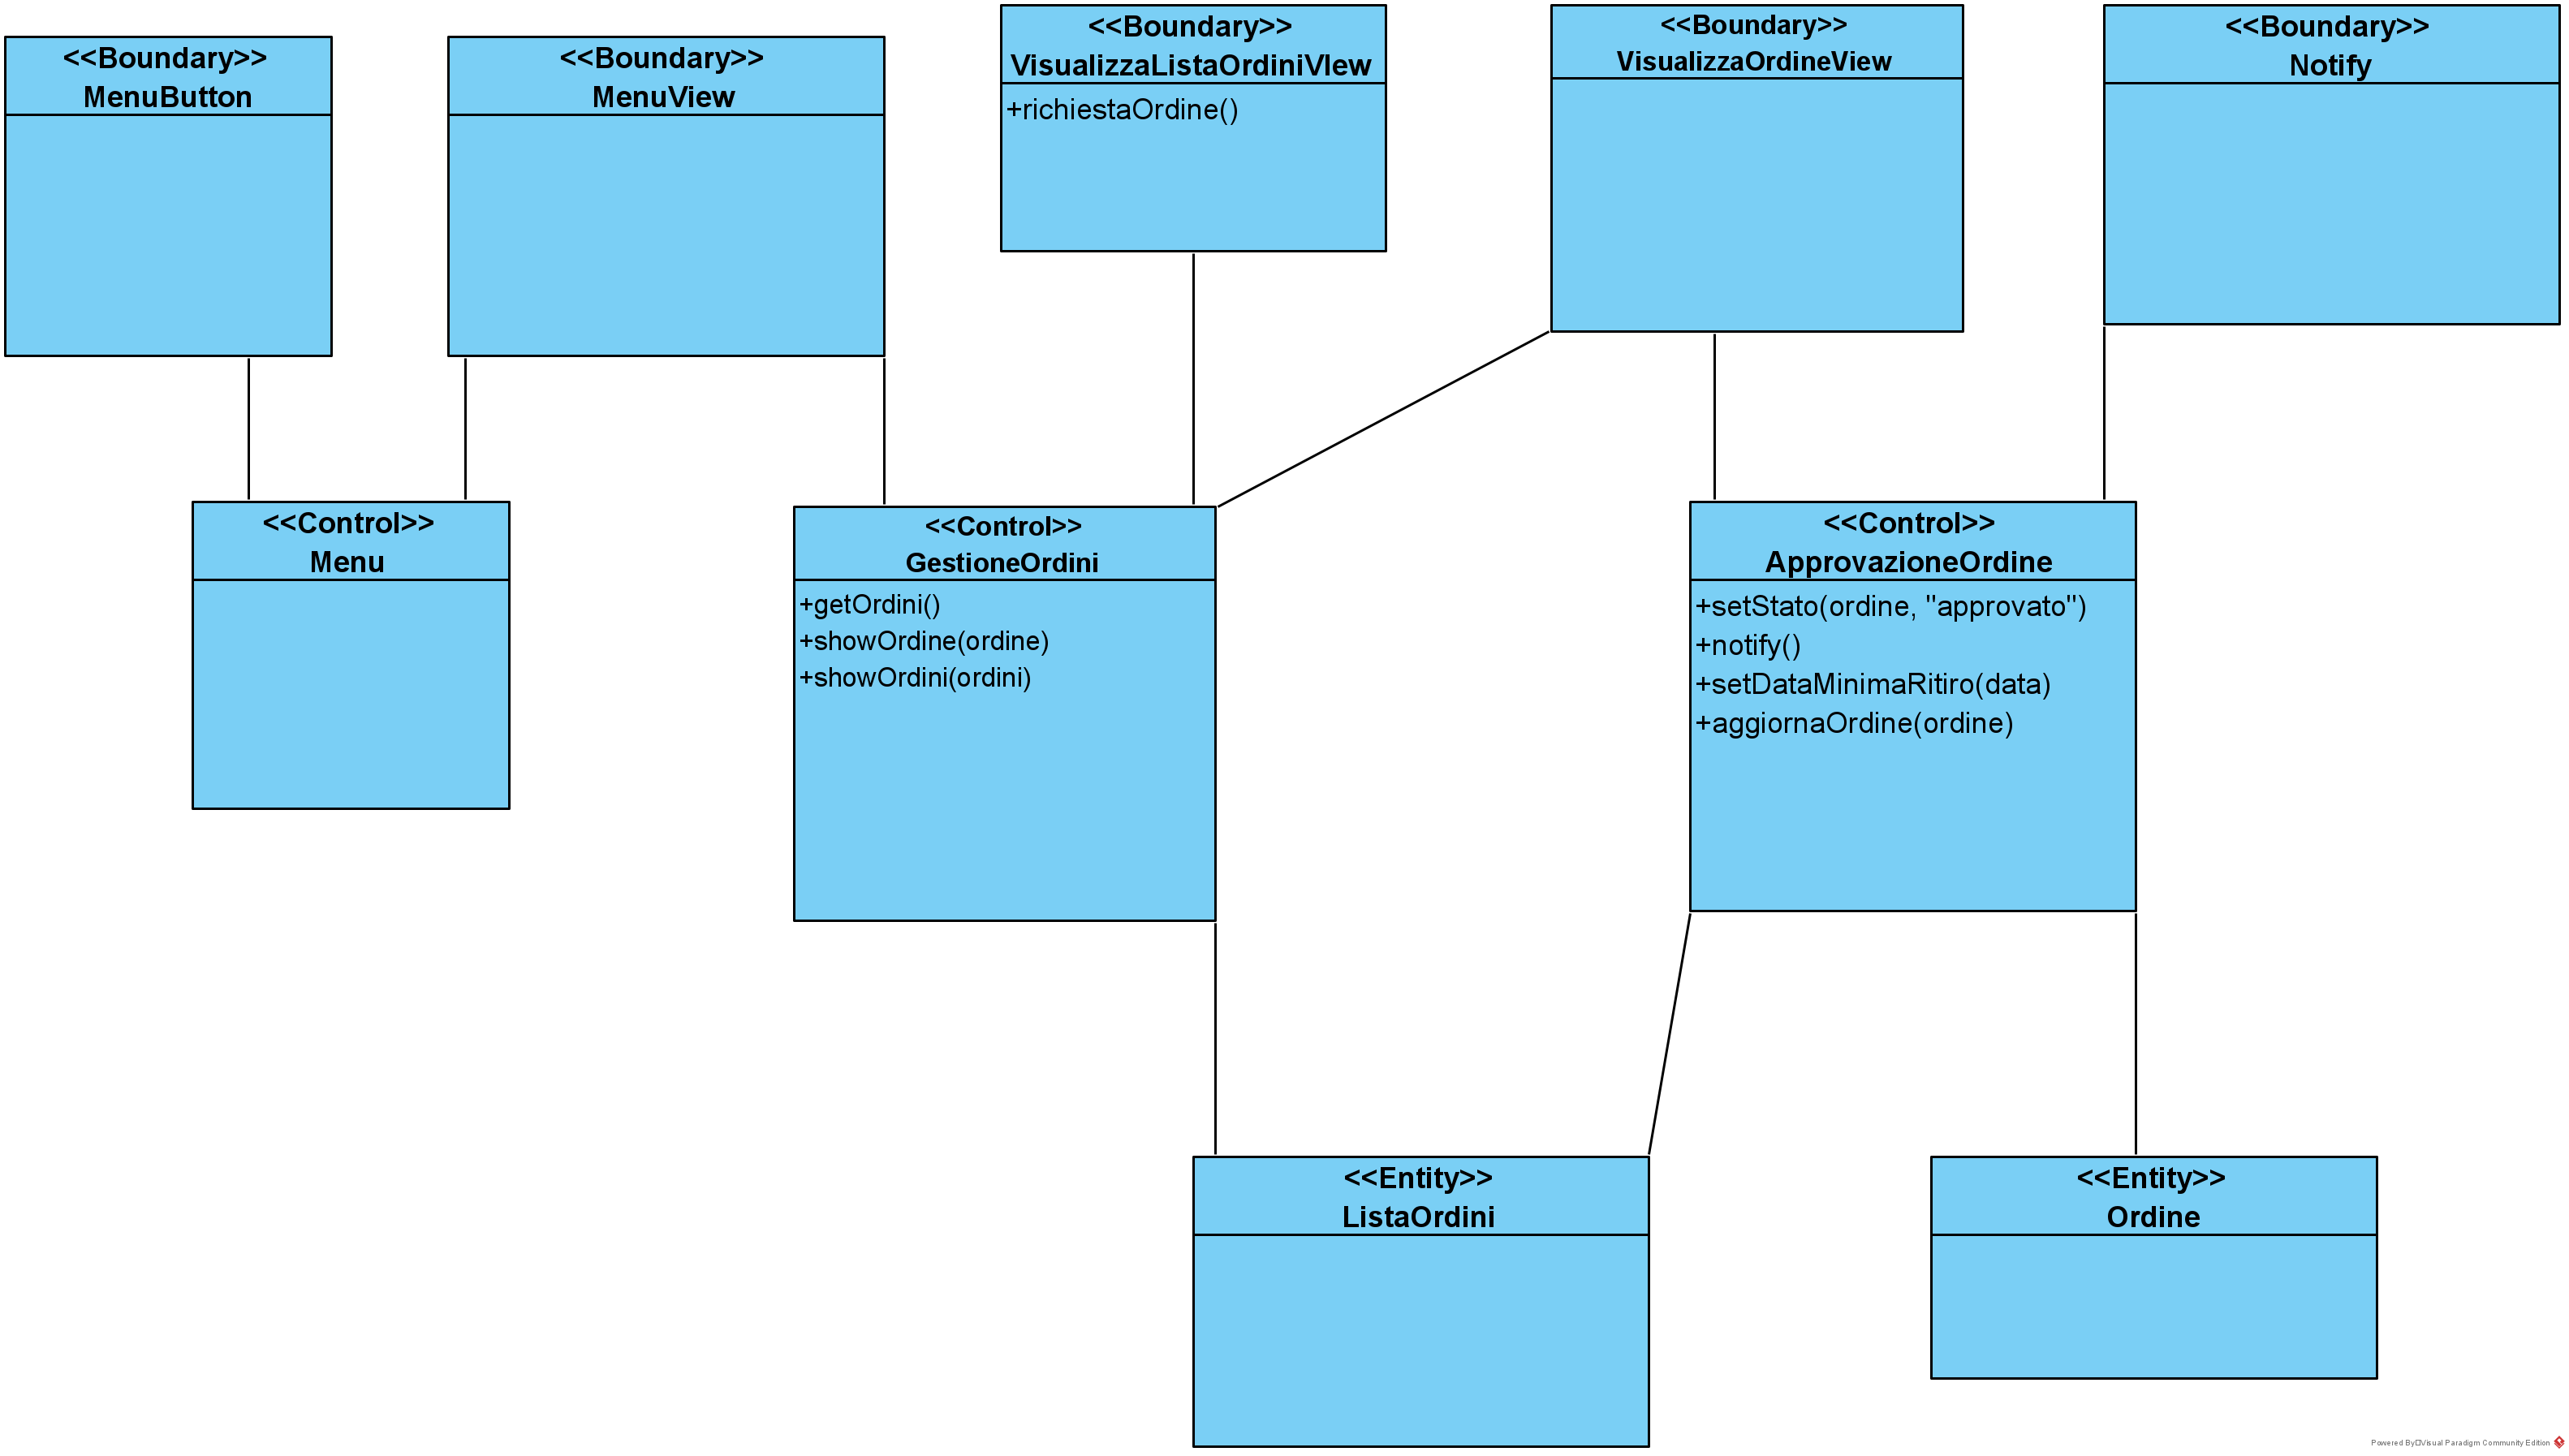 <<Boundary>>
MenuButton
<<Boundary>>
MenuView
<<Boundary>>
VisualizzaListaOrdiniVIew
+richiestaOrdine()
<<Boundary>>
VisualizzaOrdineView
<<Boundary>>
Notify
<<Control>>
Menu
<<Control>>
GestioneOrdini
+getOrdini()
+showOrdine(ordine)
+showOrdini(ordini)
<<Control>>
ApprovazioneOrdine
+setStato(ordine, "approvato")
+notify()
+setDataMinimaRitiro(data)
+aggiornaOrdine(ordine)
<<Entity>>
ListaOrdini
<<Entity>>
Ordine
Powered By□Visual Paradigm Community Edition